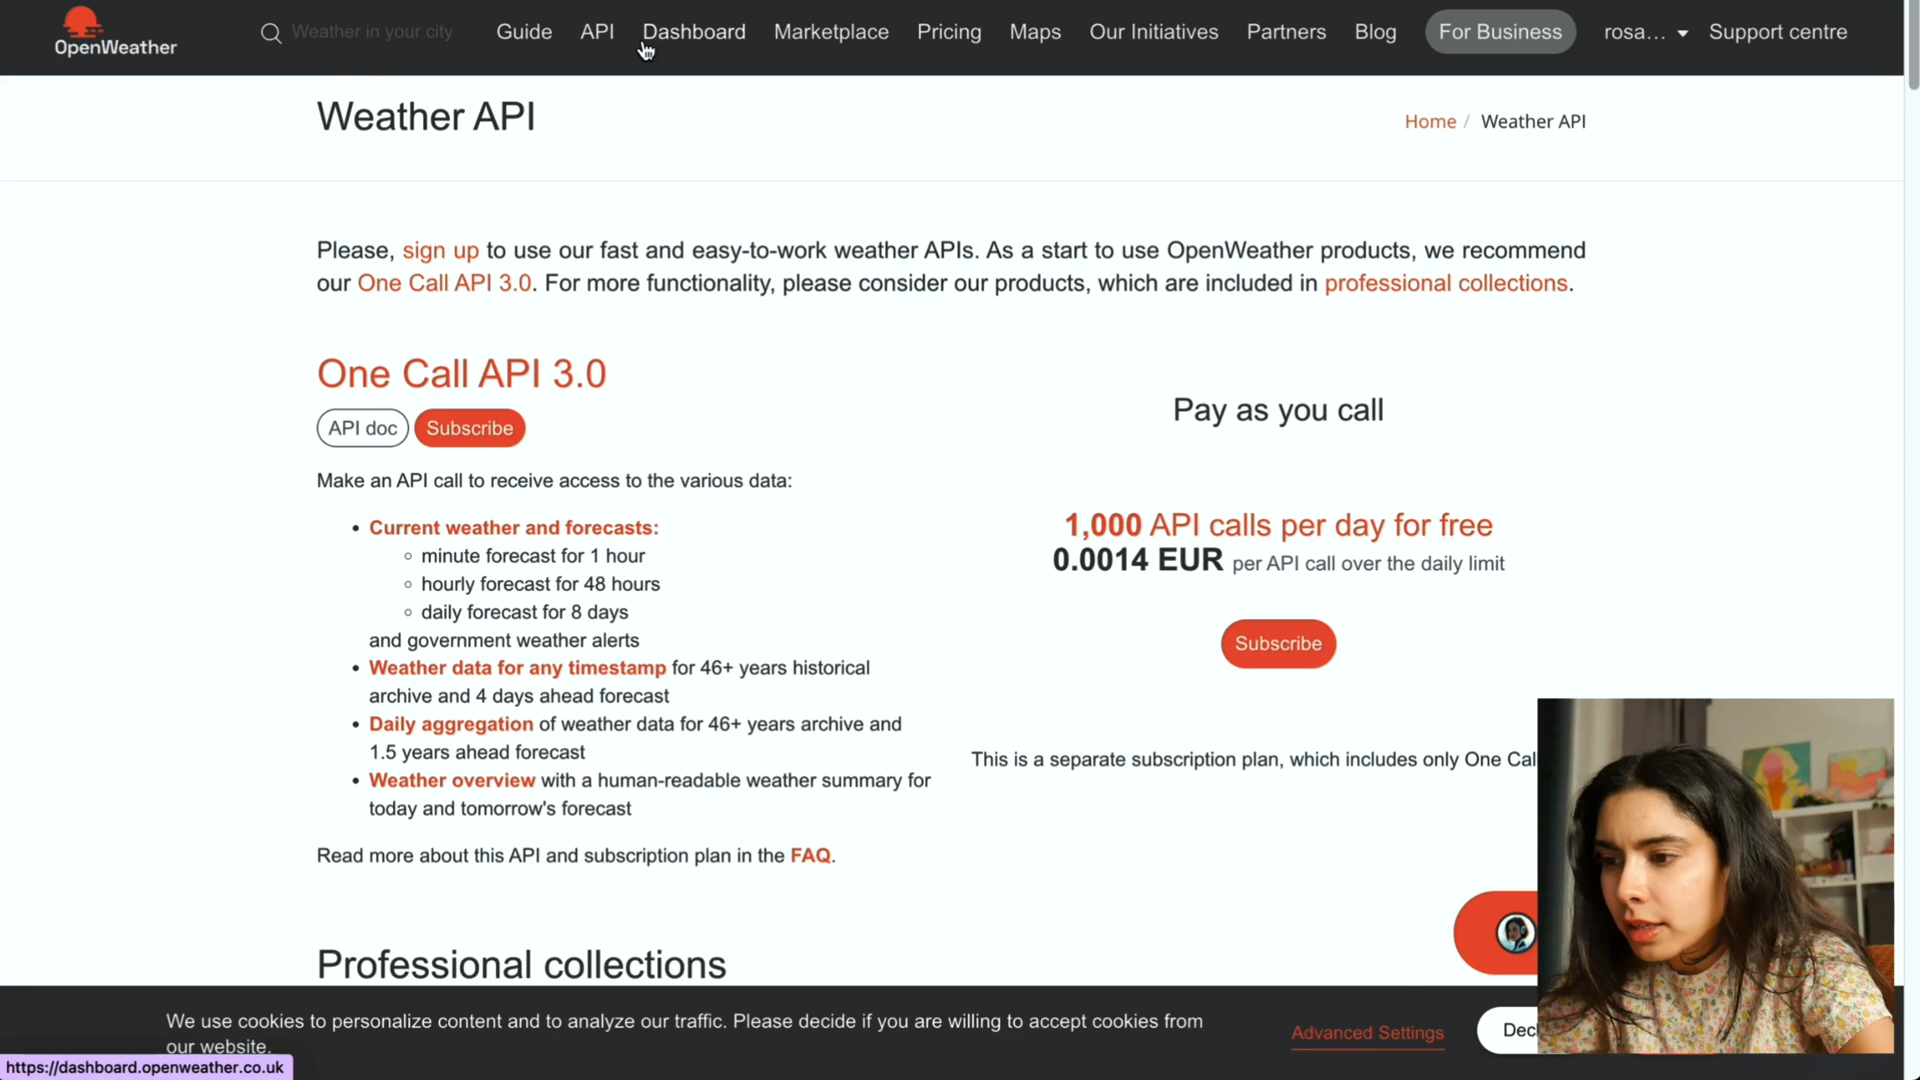 OpenWeather
Weather in your city
Guide
API
Dashboard
Marketplace
Pricing
Maps
Our Initiatives
Partners
Blog
For Business
rosa...
Support centre
Weather API
Home / Weather API
Please, sign up to use our fast and easy-to-work weather APIs. As a start to use OpenWeather products, we recommend
our One Call API 3.0. For more functionality, please consider our products, which are included in professional collections.
One Call API 3.0
API doc
Subscribe
Make an API call to receive access to the various data:
• Current weather and forecasts:
◦ minute forecast for 1 hour
◦ hourly forecast for 48 hours
◦ daily forecast for 8 days
and government weather alerts
• Weather data for any timestamp for 46+ years historical
archive and 4 days ahead forecast
• Daily aggregation of weather data for 46+ years archive and
1.5 years ahead forecast
• Weather overview with a human-readable weather summary for
today and tomorrow's forecast
Read more about this API and subscription plan in the FAQ.
Pay as you call
1,000 API calls per day for free
0.0014 EUR per API call over the daily limit
Subscribe
This is a separate subscription plan, which includes only One Cal
Professional collections
We use cookies to personalize content and to analyze our traffic. Please decide if you are willing to accept cookies from
our website.
Advanced Settings
Dec
https://dashboard.openweather.co.uk